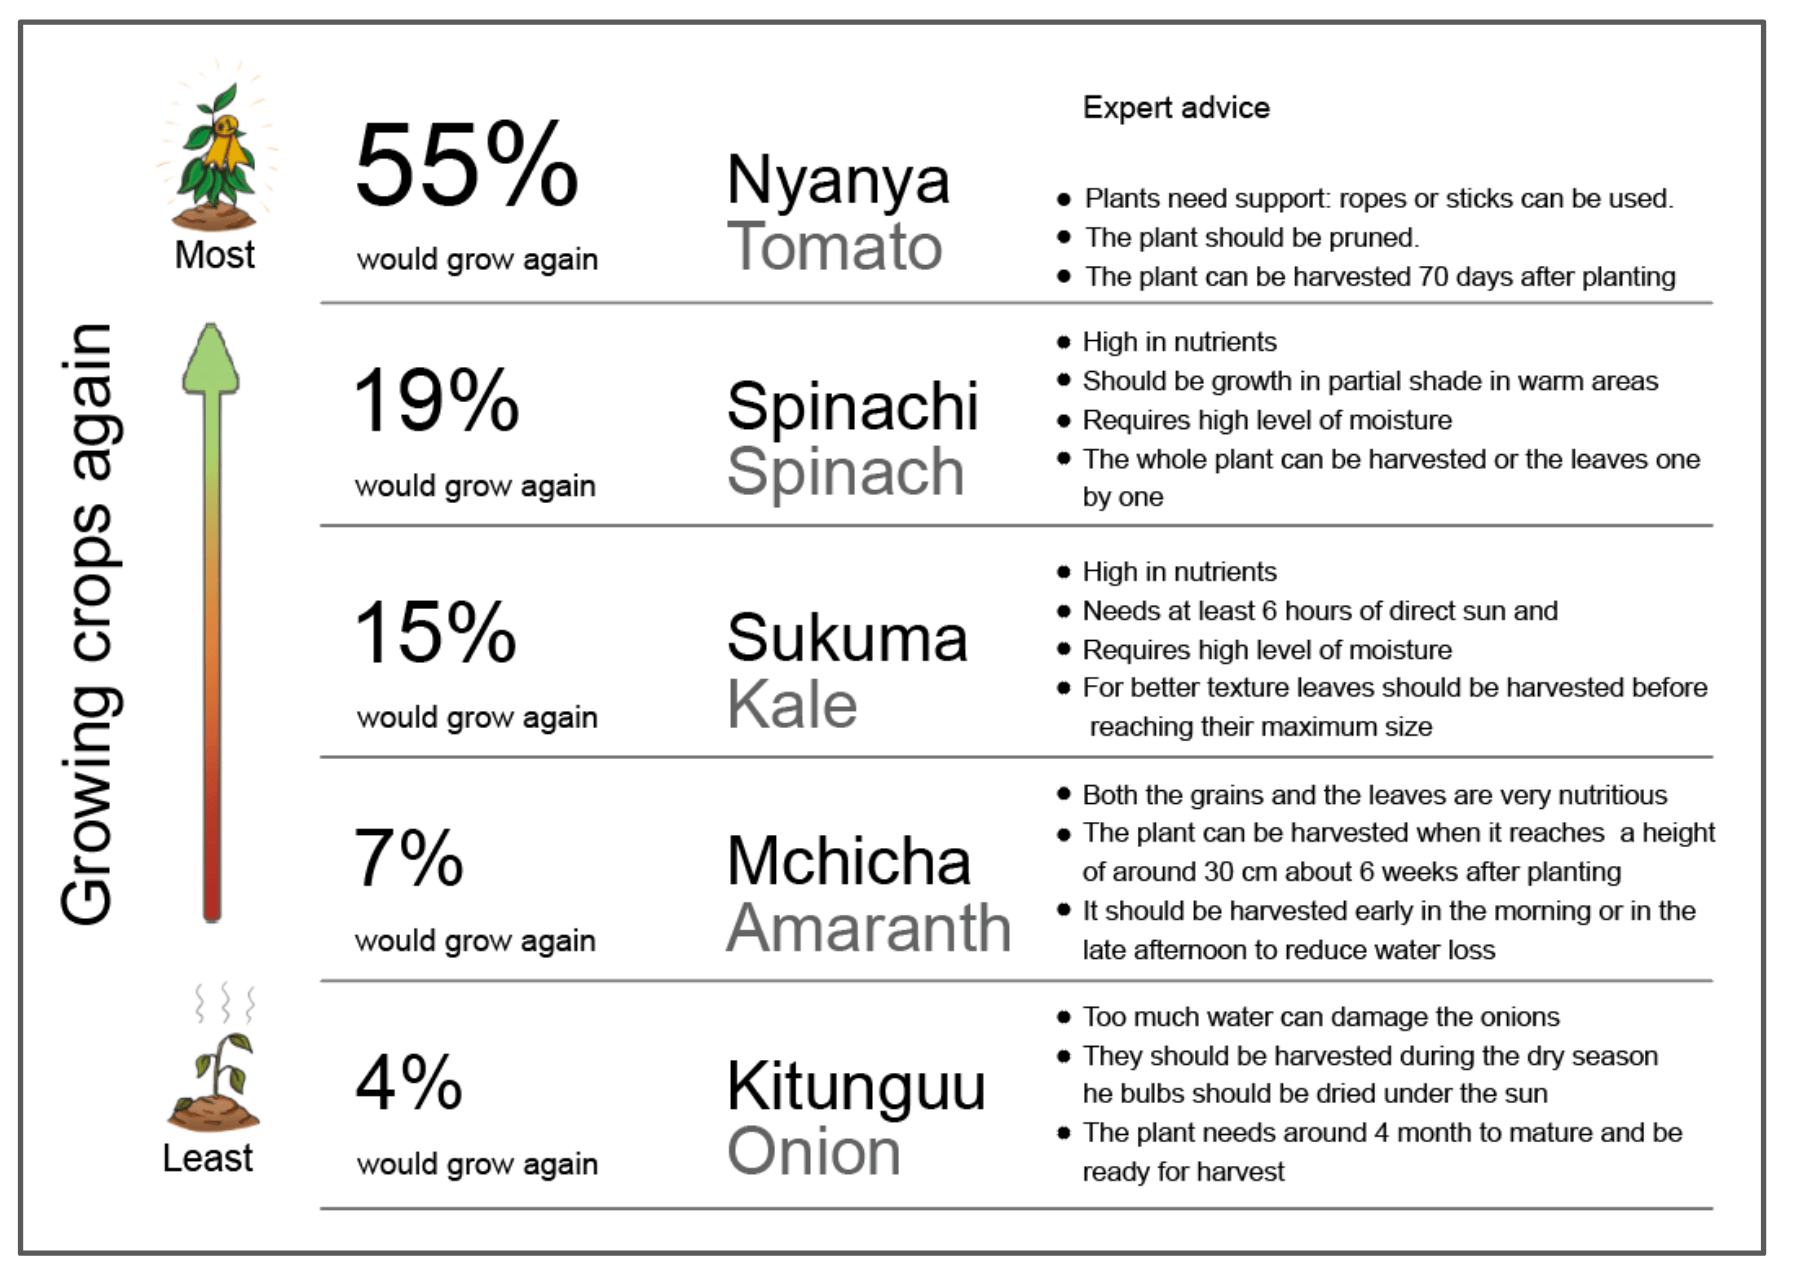 Growing crops again
Most
55%
would grow again
Nyanya
Tomato
Expert advice
Plants need support: ropes or sticks can be used.
The plant should be pruned.
The plant can be harvested 70 days after planting
19%
would grow again
Spinachi
Spinach
High in nutrients
Should be growth in partial shade in warm areas
Requires high level of moisture
The whole plant can be harvested or the leaves one
by one
15%
would grow again
Sukuma
Kale
High in nutrients
Needs at least 6 hours of direct sun and
Requires high level of moisture
For better texture leaves should be harvested before
reaching their maximum size
7%
would grow again
Mchicha
Amaranth
Both the grains and the leaves are very nutritious
The plant can be harvested when it reaches a height
of around 30 cm about 6 weeks after planting
It should be harvested early in the morning or in the
late afternoon to reduce water loss
Least
4%
would grow again
Kitunguu
Onion
Too much water can damage the onions
They should be harvested during the dry season
he bulbs should be dried under the sun
The plant needs around 4 month to mature and be
ready for harvest